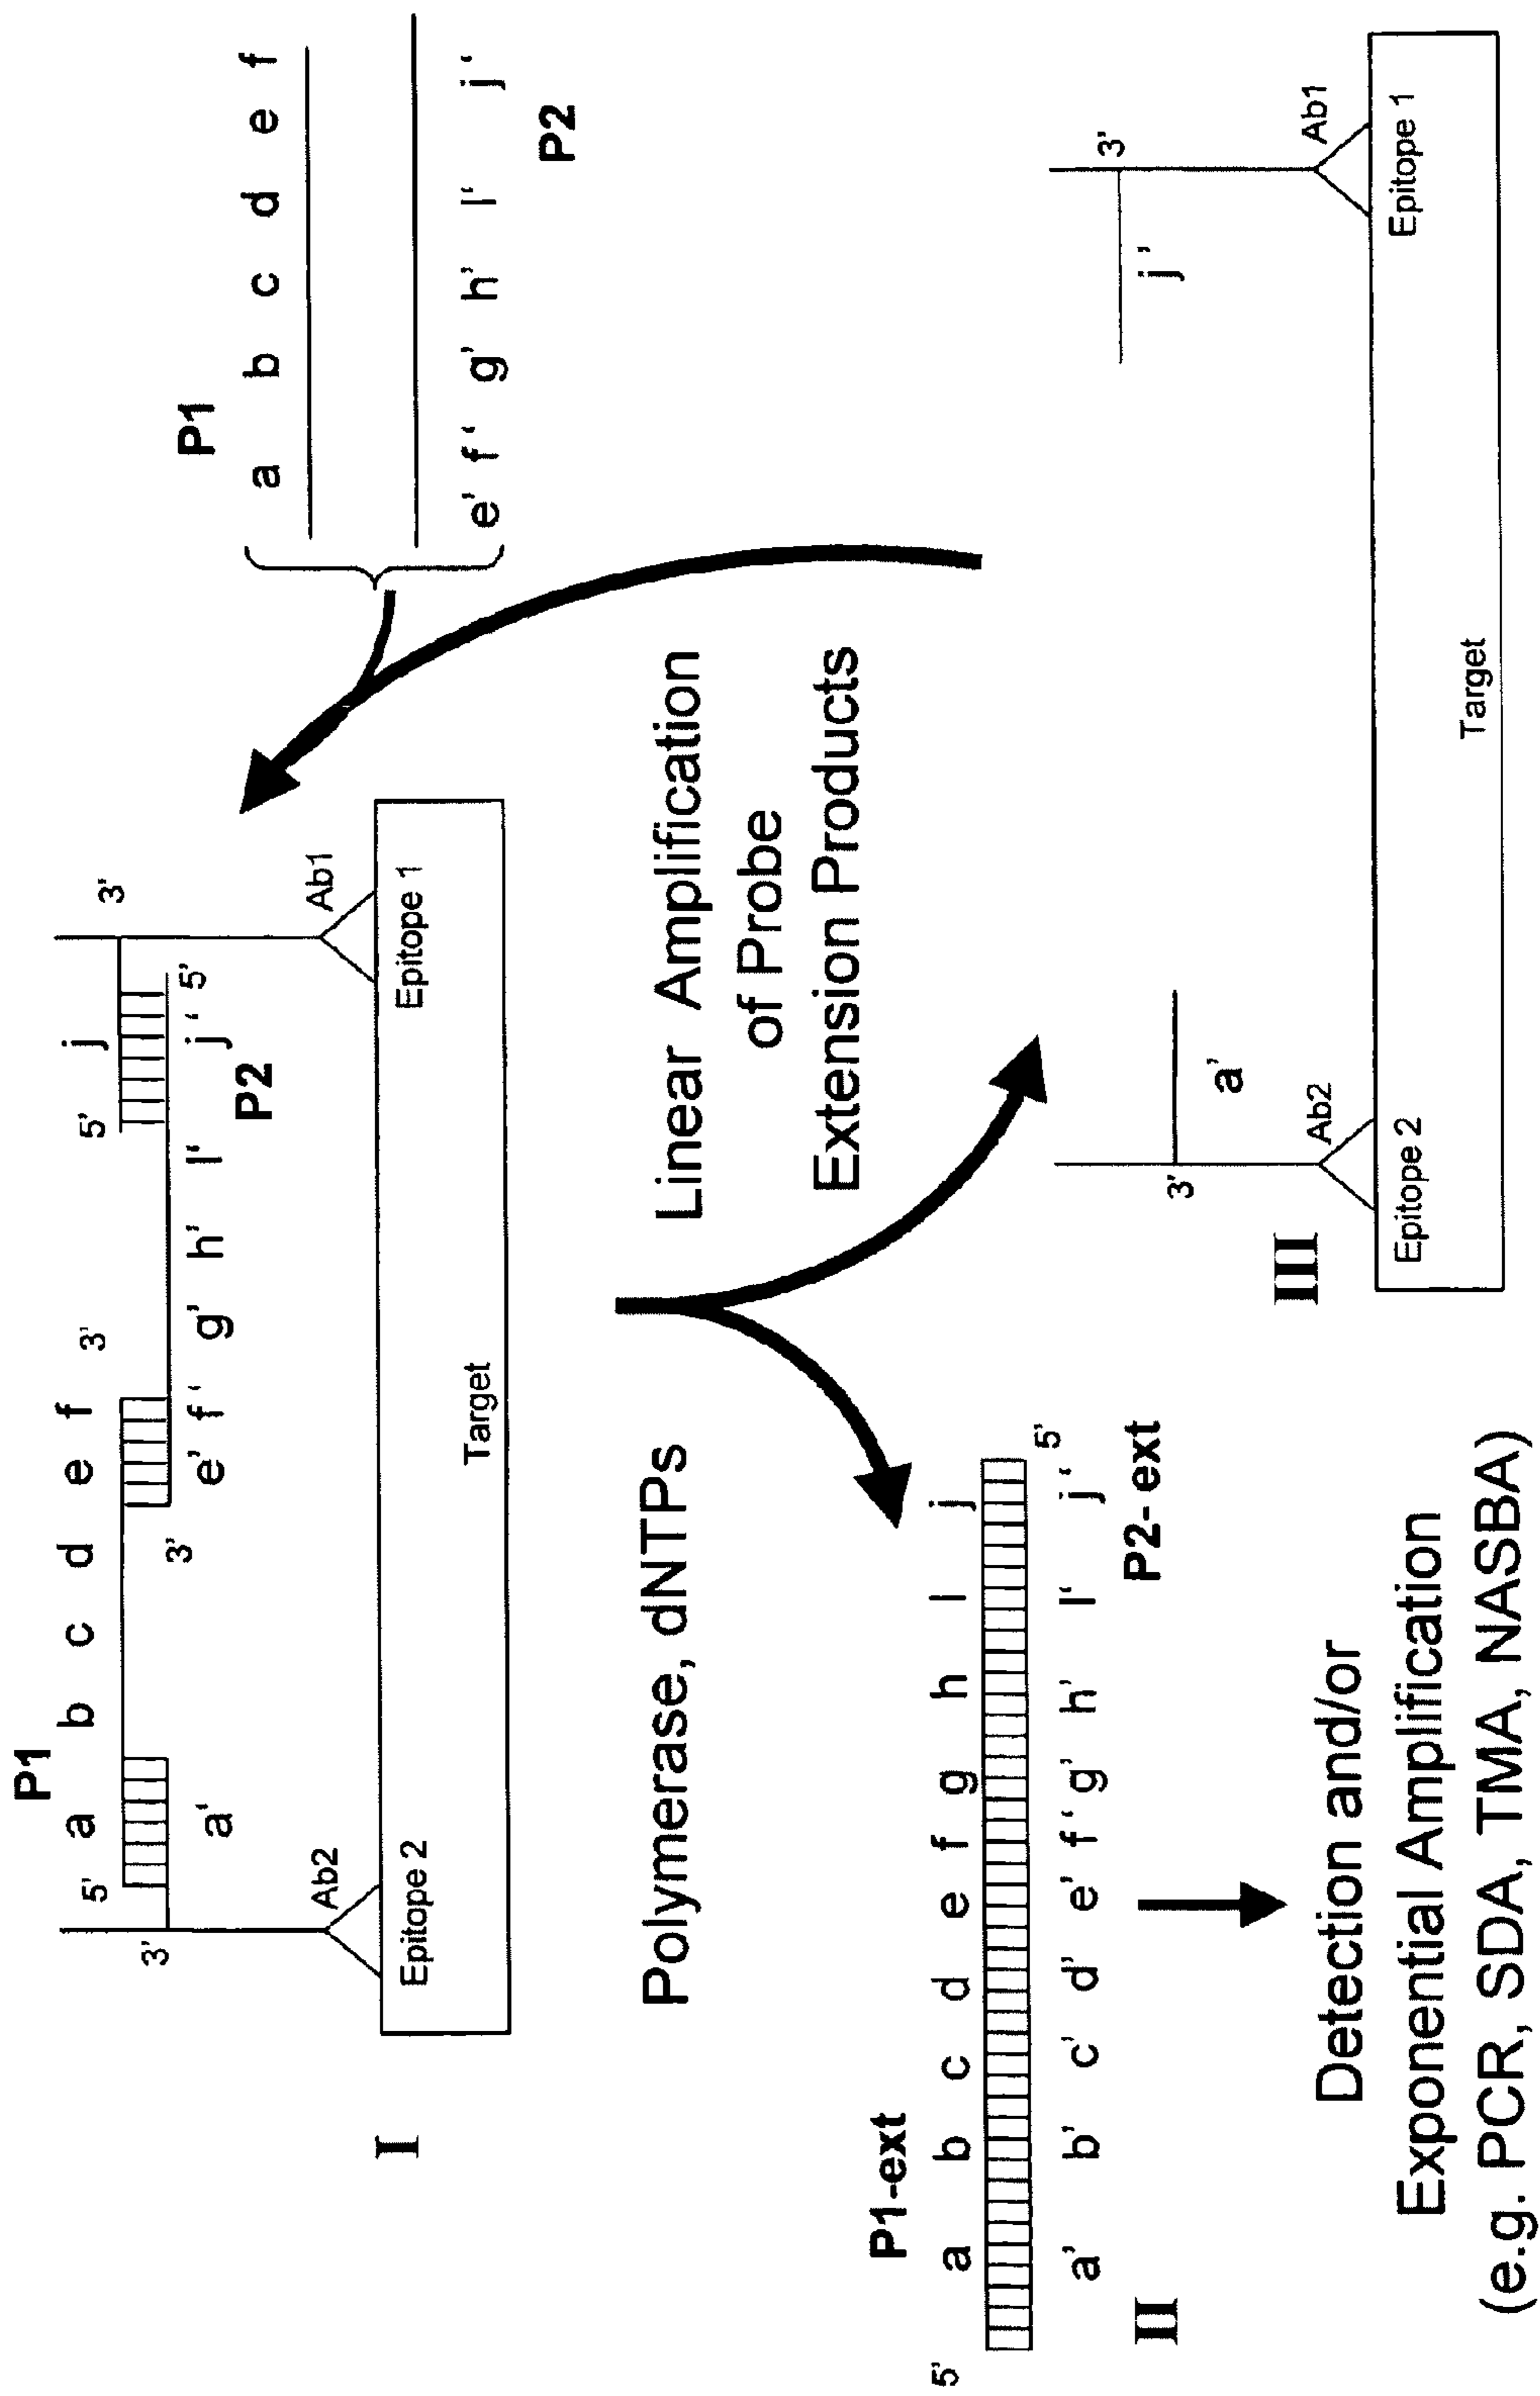 P1
5' a b c d e f 3' 5' j 3'
3' a' 3' e' f' g' h' l' j' 5'
P2
Ab2 Ab1
Epitope 2 Epitope 1
Target
I
P1
a b c d e f
e' f' g' h' l' j'
P2
Polymerase, dNTPs
Linear Amplification
of Probe
Extension Products
P1-ext
5' a b c d e f g h l j
a' b' c' d' e' f' g' h' l' j' 5'
P2- ext
II
Detection and/or
Exponential Amplification
(e.g. PCR, SDA, TMA, NASBA)
III
3' 3'
a' j'
Ab2 Ab1
Epitope 2 Epitope 1
Target